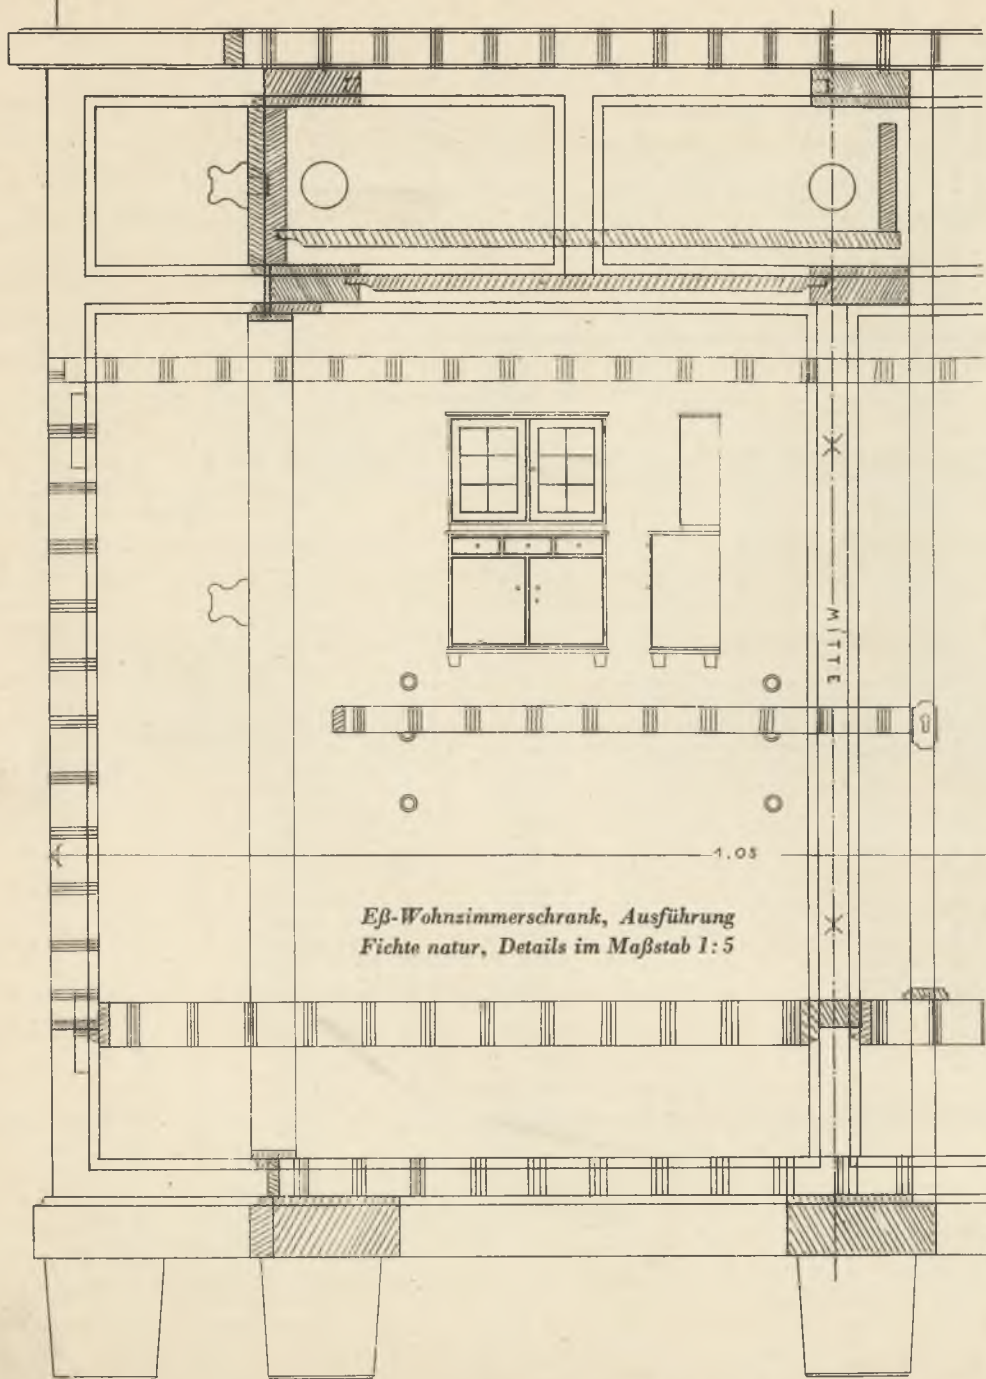 MITTE
1.05
Eß-Wohnzimmerschrank, Ausführung
Fichte natur, Details im Maßstab 1:5